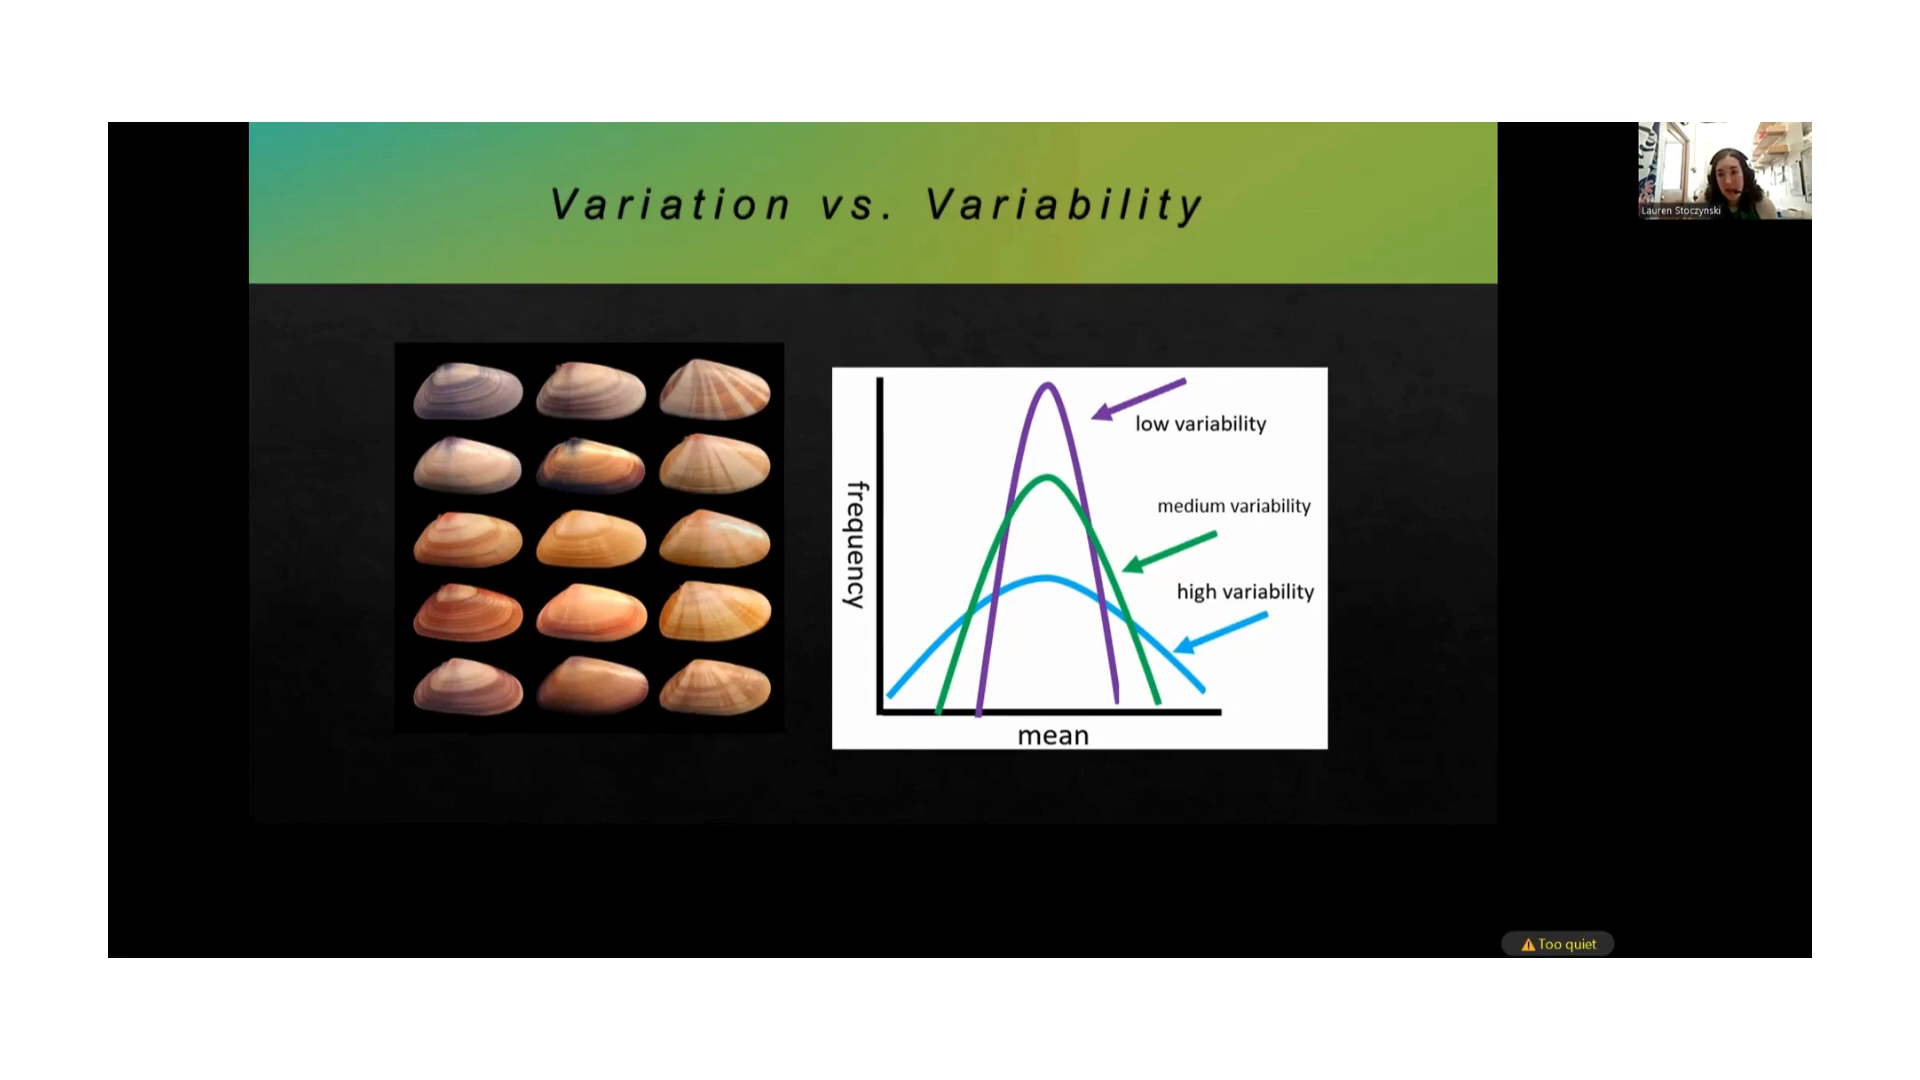 Variation vs. Variability
Lauren Stoczynski
low variability
medium variability
high variability
frequency
mean
Too quiet